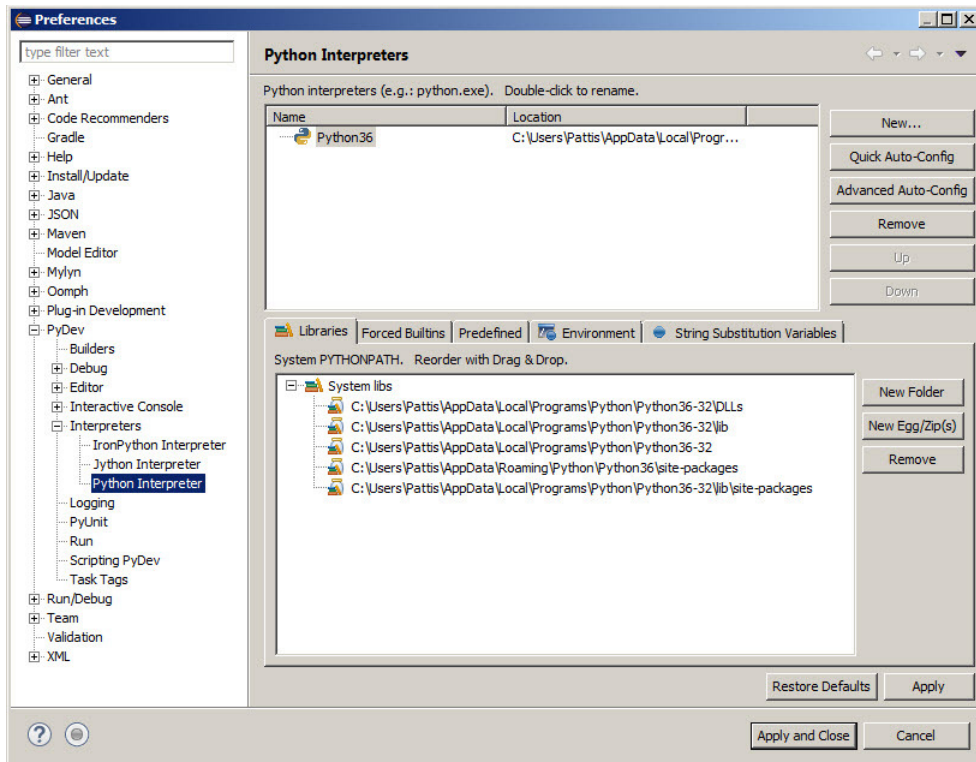 Preferences
type filter text
General
Ant
Code Recommenders
Gradle
Help
Install/Update
Java
JSON
Maven
Model Editor
Mylyn
Oomph
Plug-in Development
PyDev
Builders
Debug
Editor
Interactive Console
Interpreters
IronPython Interpreter
Jython Interpreter
Python Interpreter
Logging
PyUnit
Run
Scripting PyDev
Task Tags
Run/Debug
Team
Validation
XML
Python Interpreters
Python interpreters (e.g.: python.exe).   Double-click to rename.
Name Location
Python36 C:\Users\Pattis\AppData\Local\Progr...
New...
Quick Auto-Config
Advanced Auto-Config
Remove
Up
Down
Libraries Forced Builtins Predefined Environment String Substitution Variables
System PYTHONPATH.   Reorder with Drag & Drop.
System libs
C:\Users\Pattis\AppData\Local\Programs\Python\Python36-32\DLLs
C:\Users\Pattis\AppData\Local\Programs\Python\Python36-32\lib
C:\Users\Pattis\AppData\Local\Programs\Python\Python36-32
C:\Users\Pattis\AppData\Roaming\Python\Python36\site-packages
C:\Users\Pattis\AppData\Local\Programs\Python\Python36-32\lib\site-packages
New Folder
New Egg/Zip(s)
Remove
Restore Defaults Apply
? Apply and Close Cancel